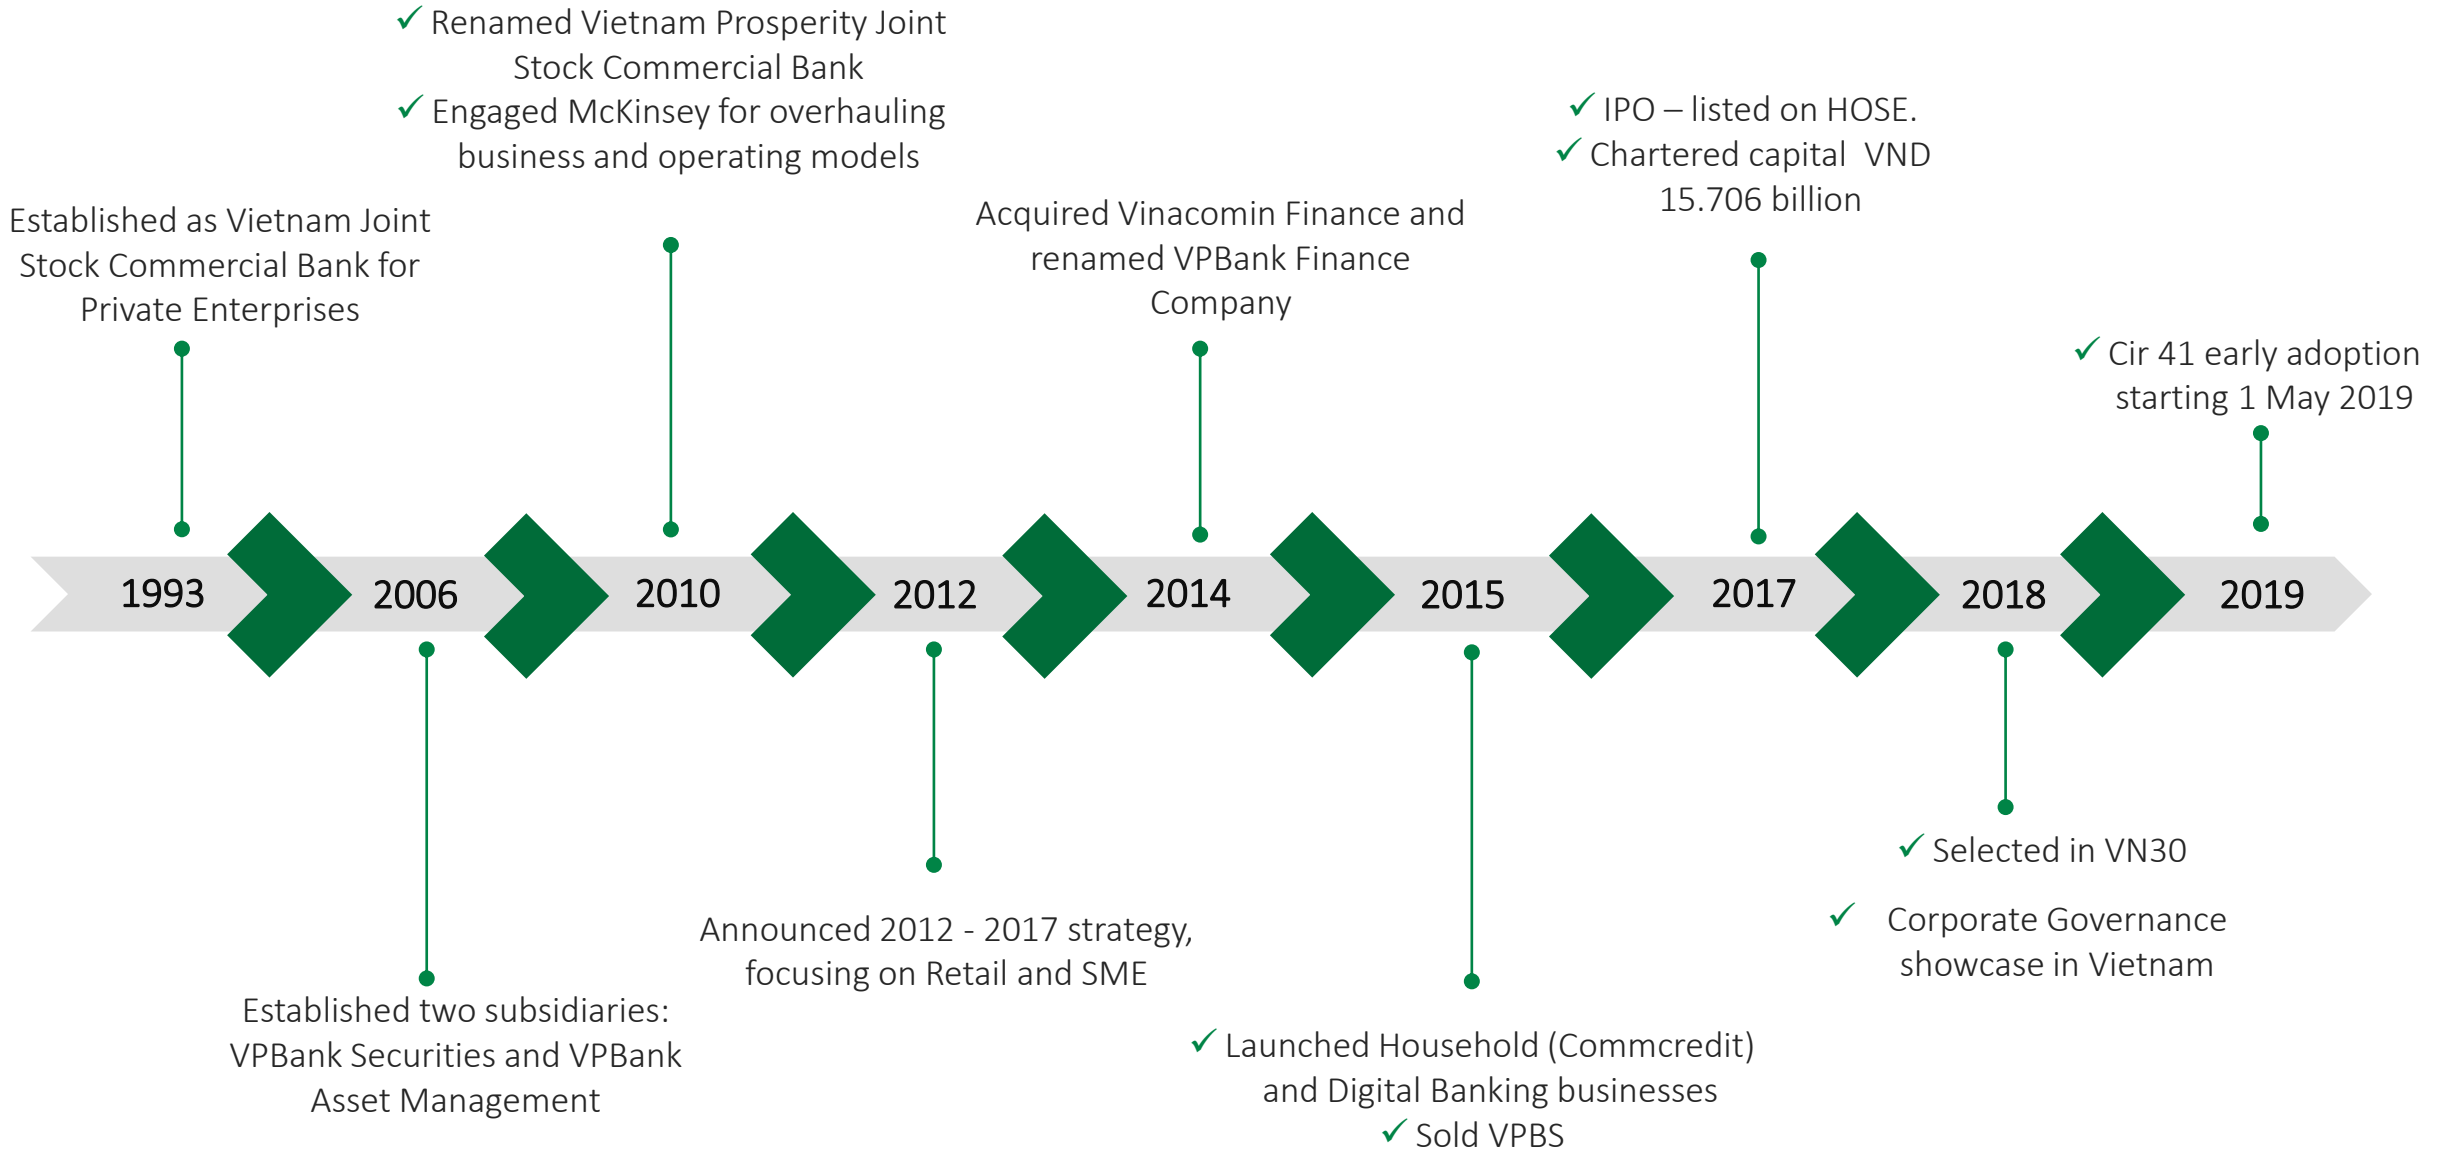 ✓ Renamed Vietnam Prosperity Joint
Stock Commercial Bank
✓ Engaged McKinsey for overhauling
business and operating models
✓ IPO – listed on HOSE.
✓ Chartered capital  VND
15.706 billion
Established as Vietnam Joint
Stock Commercial Bank for
Private Enterprises
Acquired Vinacomin Finance and
renamed VPBank Finance
Company
✓ Cir 41 early adoption
starting 1 May 2019
1993
2006
2010
2012
2014
2015
2017
2018
2019
Established two subsidiaries:
VPBank Securities and VPBank
Asset Management
Announced 2012 - 2017 strategy,
focusing on Retail and SME
✓ Launched Household (Commcredit)
and Digital Banking businesses
✓ Sold VPBS
✓ Selected in VN30
✓ Corporate Governance
showcase in Vietnam